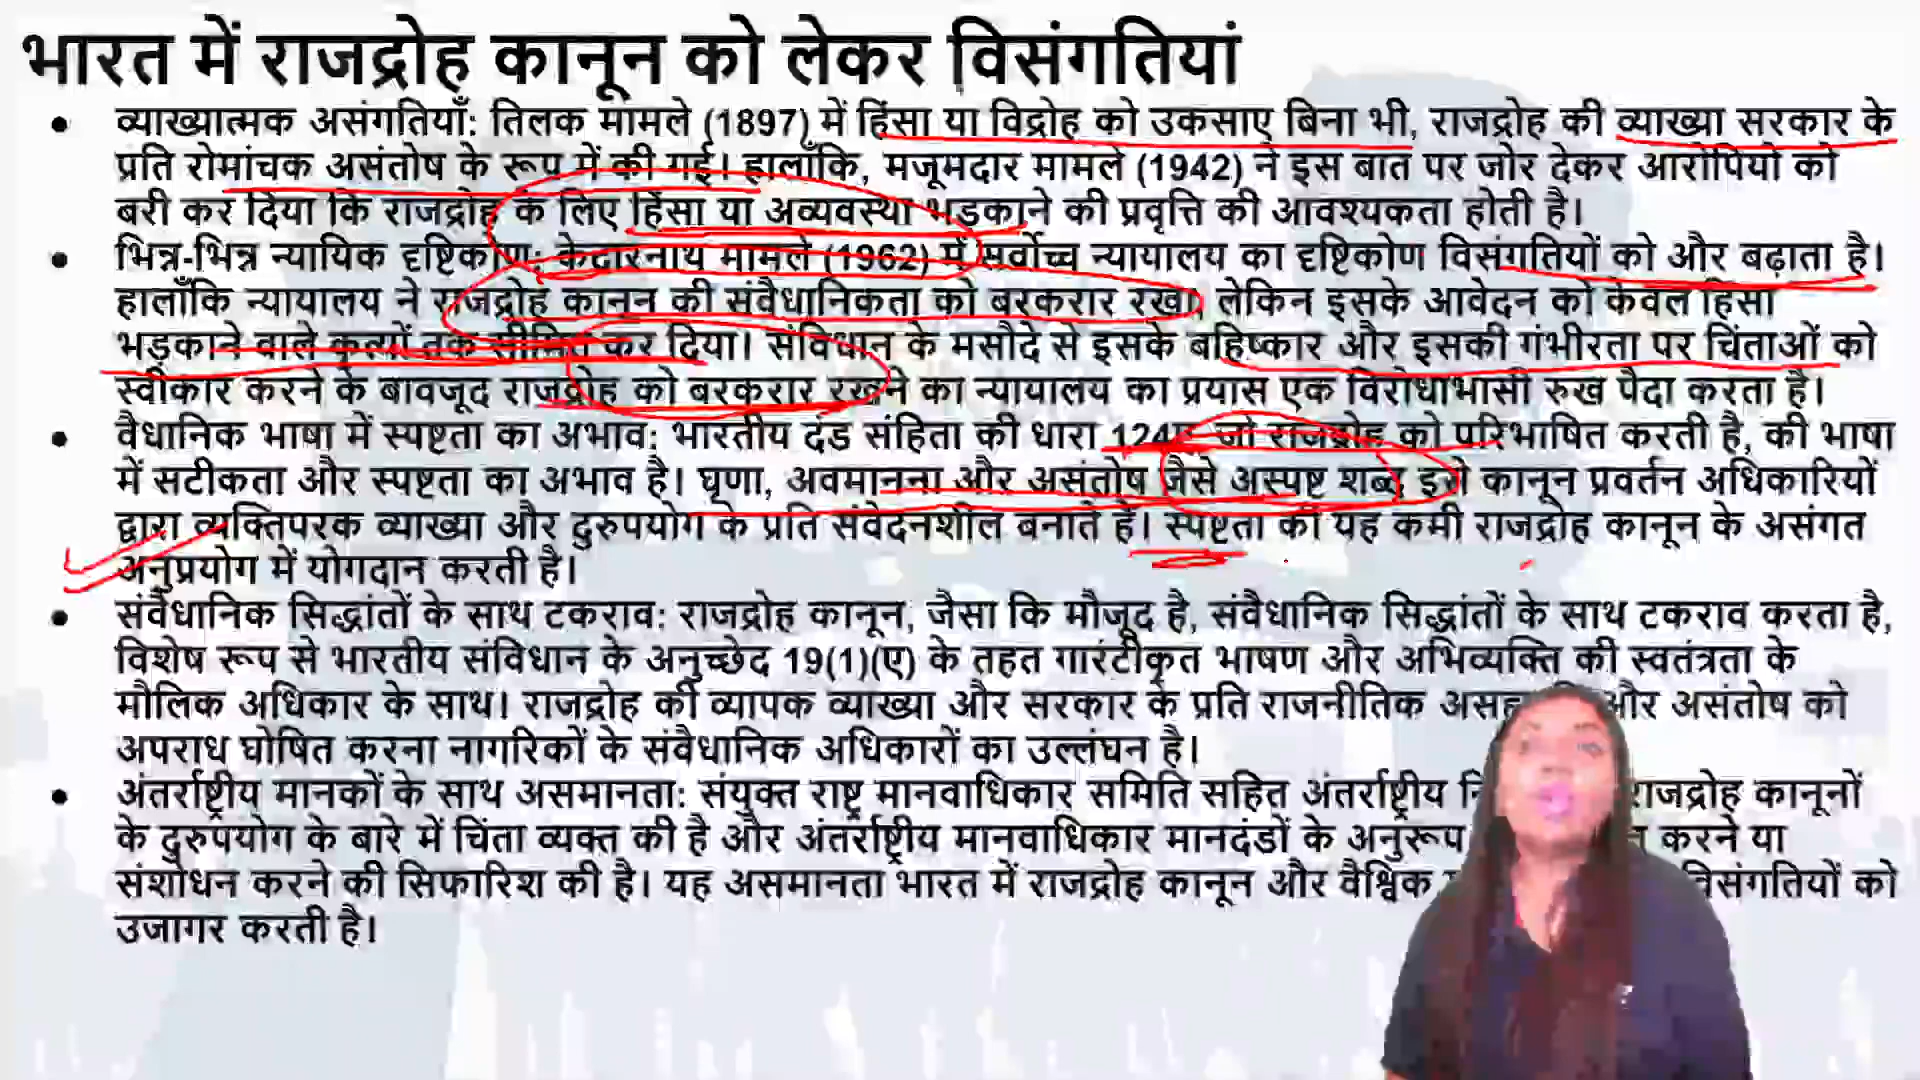 भारत में राजद्रोह कानून को लेकर विसंगतियां
• व्याख्यात्मक असंगतियाँ: तिलक मामले (1897) में हिंसा या विद्रोह को उकसाए बिना भी, राजद्रोह की व्याख्या सरकार के
प्रति रोमांचक असंतोष के रूप में की गई। हालाँकि, मजूमदार मामले (1942) ने इस बात पर जोर देकर आरोपियों को
बरी कर दिया कि राजद्रोह के लिए हिंसा या अव्यवस्था भड़काने की प्रवृत्ति की आवश्यकता होती है।
• भिन्न-भिन्न न्यायिक दृष्टिकोण: केदारनाथ मामले (1962) में सर्वोच्च न्यायालय का दृष्टिकोण विसंगतियों को और बढ़ाता है।
हालाँकि न्यायालय ने राजद्रोह कानून की संवैधानिकता को बरकरार रखा, लेकिन इसके आवेदन को केवल हिंसा
भड़काने वाले कृत्यों तक सीमित कर दिया। संविधान के मसौदे से इसके बहिष्कार और इसकी गंभीरता पर चिंताओं को
स्वीकार करने के बावजूद राजद्रोह को बरकरार रखने का न्यायालय का प्रयास एक विरोधाभासी रुख पैदा करता है।
• वैधानिक भाषा में स्पष्टता का अभाव: भारतीय दंड संहिता की धारा जो राजद्रोह को परिभाषित करती है, की भाषा
में सटीकता और स्पष्टता का अभाव है। घृणा, अवमानना और असंतोष जैसे अस्पष्ट शब्द इसे कानून प्रवर्तन अधिकारियों
द्वारा व्यक्तिपरक व्याख्या और दुरुपयोग के प्रति संवेदनशील बनाते हैं। स्पष्टता की यह कमी राजद्रोह कानून के असंगत
अनुप्रयोग में योगदान करती है।
• संवैधानिक सिद्धांतों के साथ टकराव: राजद्रोह कानून, जैसा कि मौजूद है, संवैधानिक सिद्धांतों के साथ टकराव करता है,
विशेष रूप से भारतीय संविधान के अनुच्छेद 19(1)(ए) के तहत गारंटीकृत भाषण और अभिव्यक्ति की स्वतंत्रता के
मौलिक अधिकार के साथ। राजद्रोह की व्यापक व्याख्या और सरकार के प्रति राजनीतिक और असंतोष को
अपराध घोषित करना नागरिकों के संवैधानिक अधिकारों का उल्लंघन है।
• अंतर्राष्ट्रीय मानकों के साथ असमानता: संयुक्त राष्ट्र मानवाधिकार समिति सहित अंतर्राष्ट्रीय राजद्रोह कानूनों
के दुरुपयोग के बारे में चिंता व्यक्त की है और अंतर्राष्ट्रीय मानवाधिकार मानदंडों के अनुरूप करने या
संशोधन करने की सिफारिश की है। यह असमानता भारत में राजद्रोह कानून और वैश्विक विसंगतियों को
उजागर करती है।